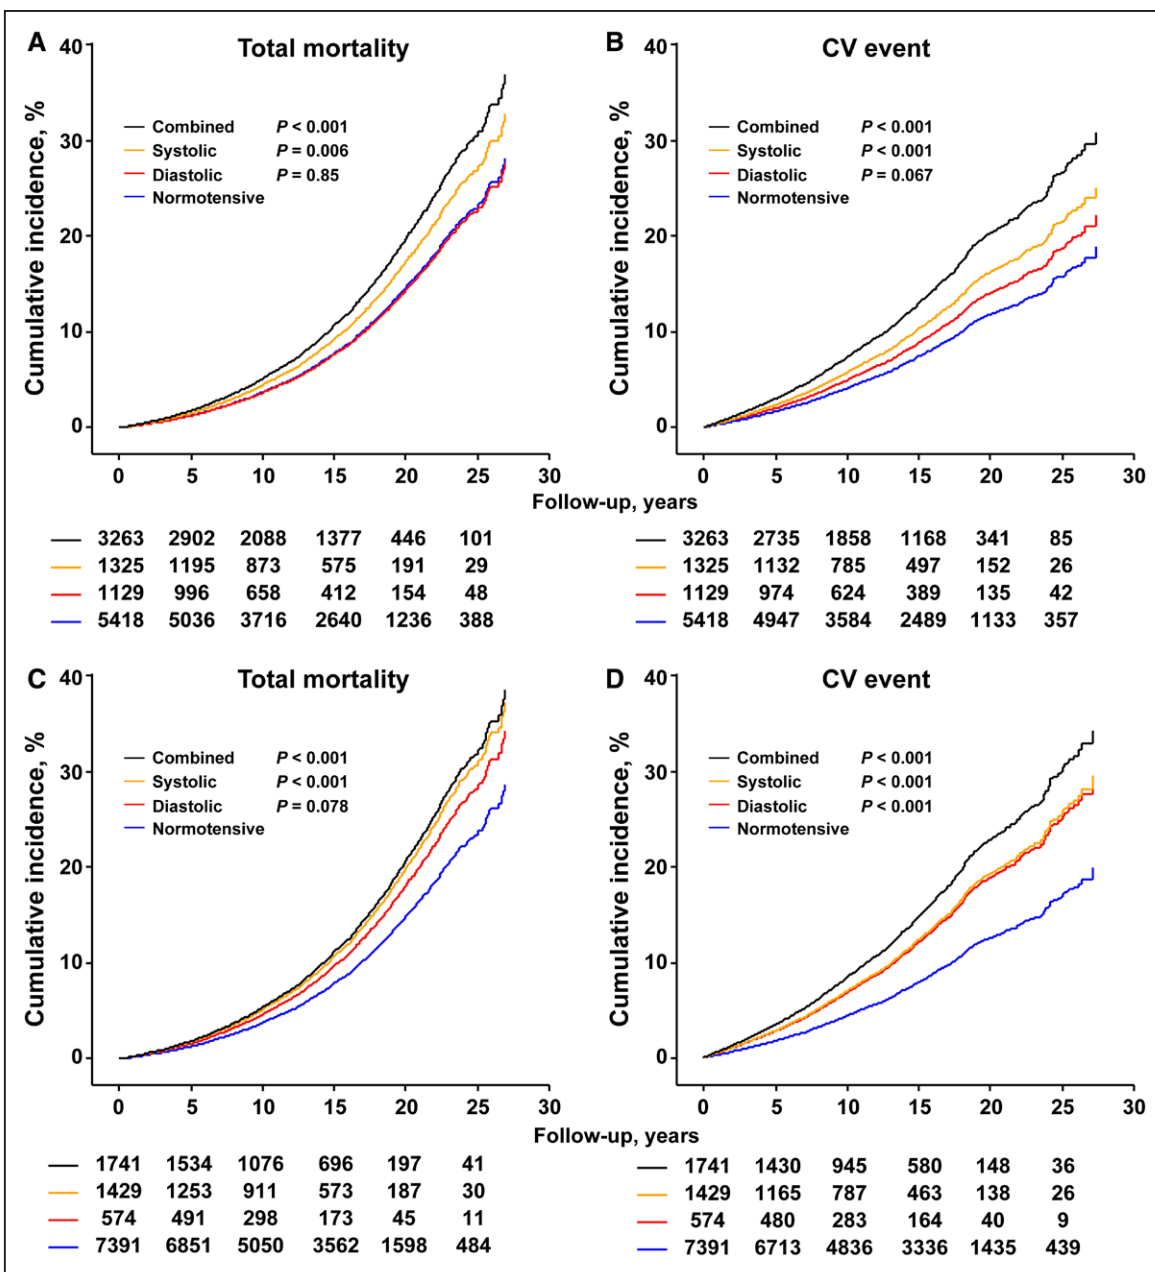 A Total mortality
40
30
20
10
0
Cumulative incidence, %
Combined P < 0.001
Systolic P = 0.006
Diastolic P = 0.85
Normotensive
0 5 10 15 20 25 30
B CV event
40
30
20
10
0
Cumulative incidence, %
Combined P < 0.001
Systolic P < 0.001
Diastolic P = 0.067
Normotensive
0 5 10 15 20 25 30
Follow-up, years
3263 2902 2088 1377 446 101
1325 1195 873 575 191 29
1129 996 658 412 154 48
5418 5036 3716 2640 1236 388
3263 2735 1858 1168 341 85
1325 1132 785 497 152 26
1129 974 624 389 135 42
5418 4947 3584 2489 1133 357
C Total mortality
40
30
20
10
0
Cumulative incidence, %
Combined P < 0.001
Systolic P < 0.001
Diastolic P = 0.078
Normotensive
0 5 10 15 20 25 30
D CV event
40
30
20
10
0
Cumulative incidence, %
Combined P < 0.001
Systolic P < 0.001
Diastolic P < 0.001
Normotensive
0 5 10 15 20 25 30
Follow-up, years
1741 1534 1076 696 197 41
1429 1253 911 573 187 30
574 491 298 173 45 11
7391 6851 5050 3562 1598 484
1741 1430 945 580 148 36
1429 1165 787 463 138 26
574 480 283 164 40 9
7391 6713 4836 3336 1435 439